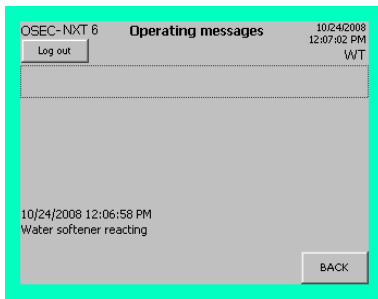 OSEC-NXT 6 Operating messages 10/24/2008
12:07:02 PM
Log out
WT
10/24/2008 12:06:58 PM
Water softener reacting
BACK